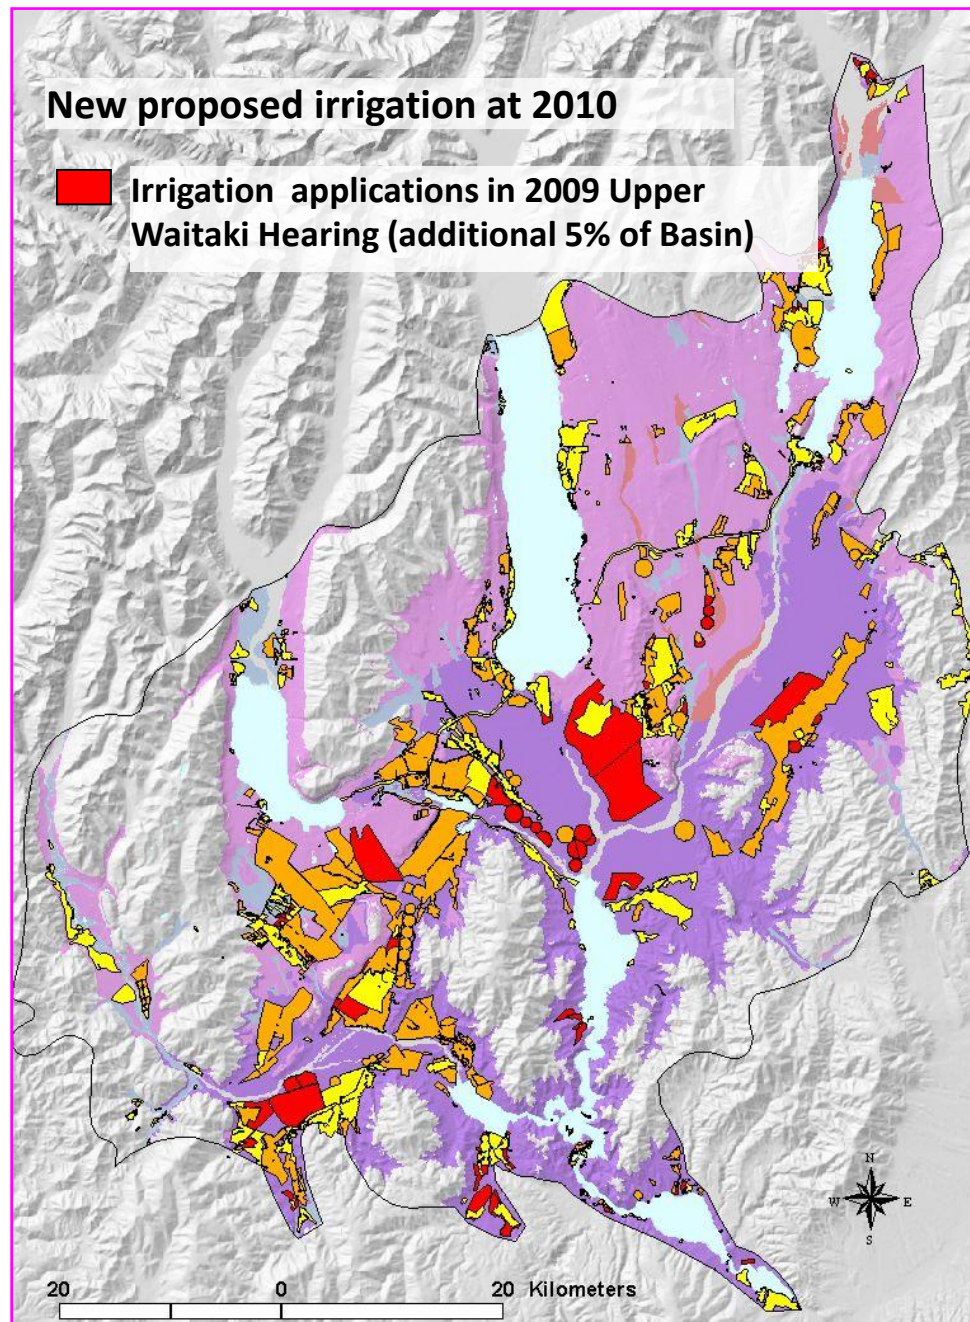 New proposed irrigation at 2010
Irrigation applications in 2009 Upper
Waitaki Hearing (additional 5% of Basin)
N
W E
S
20 0 20 Kilometers